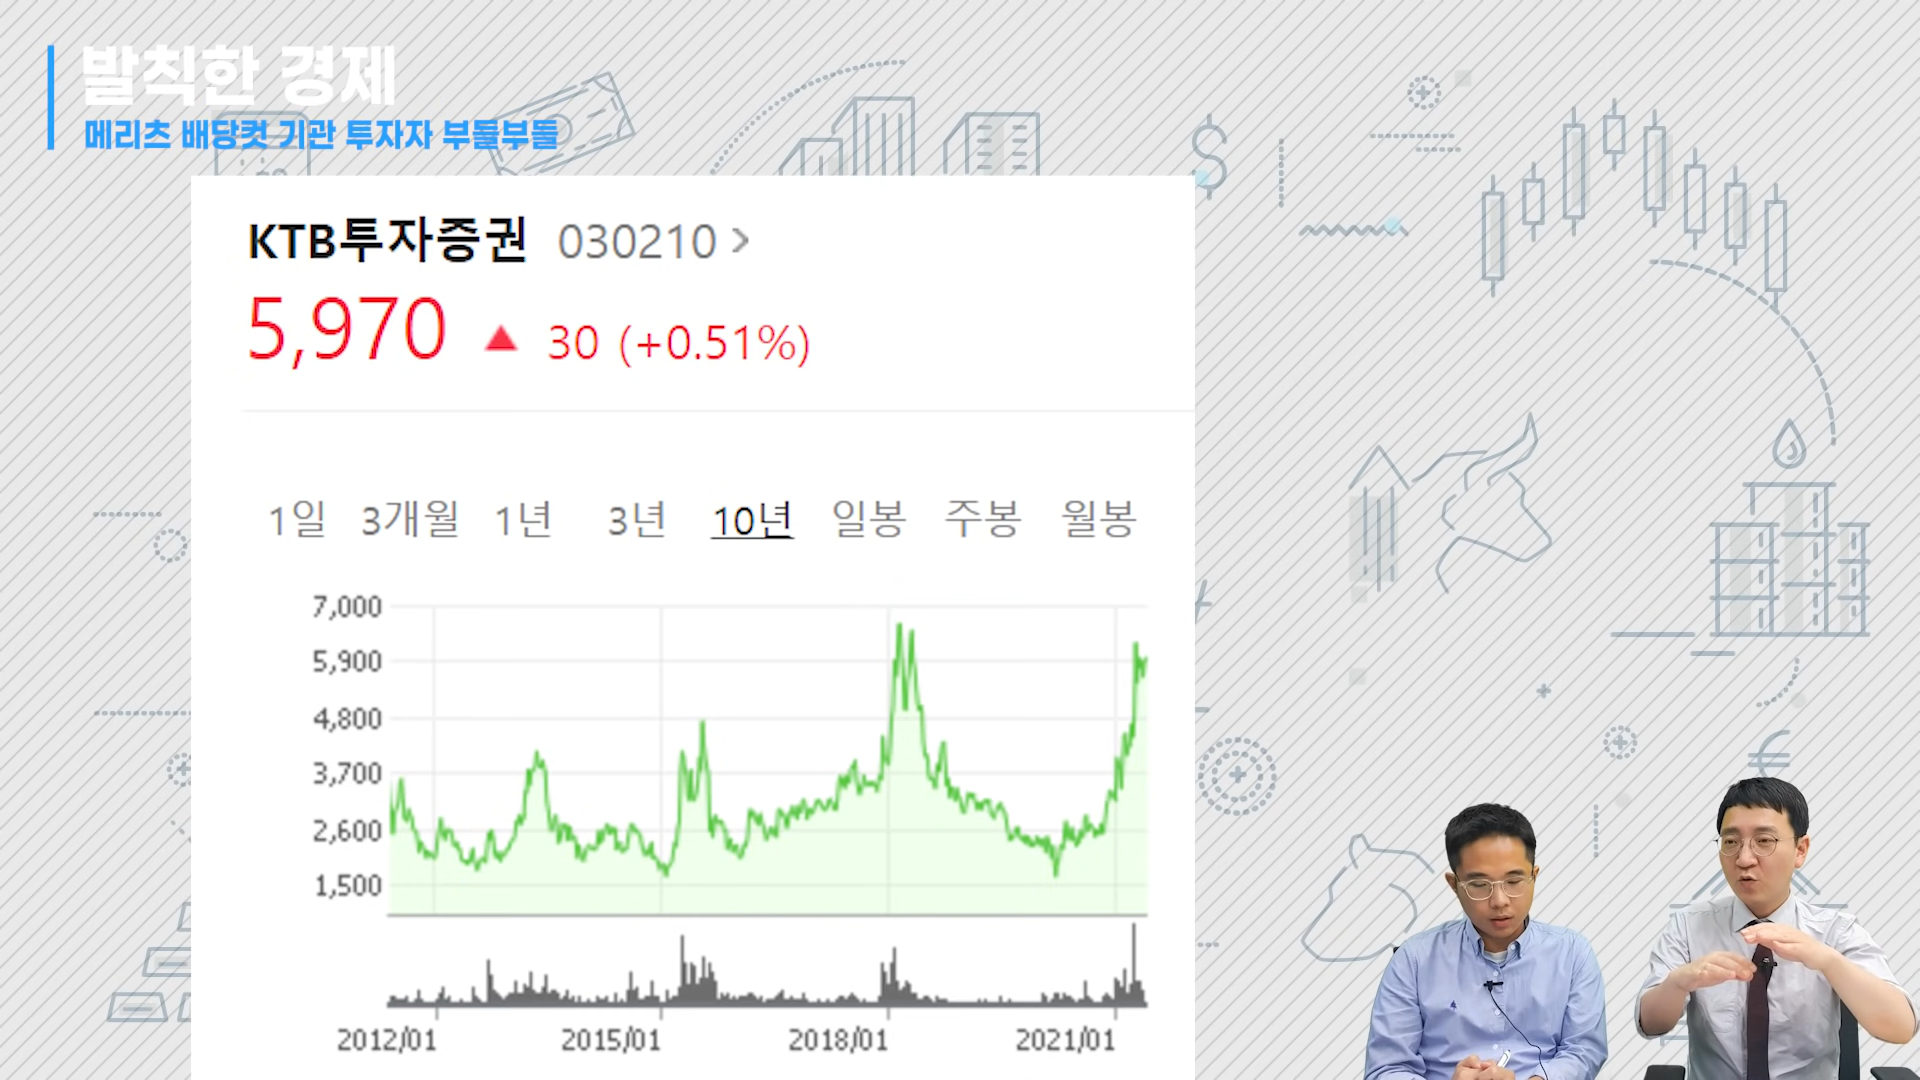 발칙한 경제
메리츠 배당컷 기관 투자자 부들부들
KTB투자증권 030210 >
5,970 ▲ 30 (+0.51%)
1일 3개월 1년 3년 10년 일봉 주봉 월봉
7,000
5,900
4,800
3,700
2,600
1,500
2012/01 2015/01 2018/01 2021/01